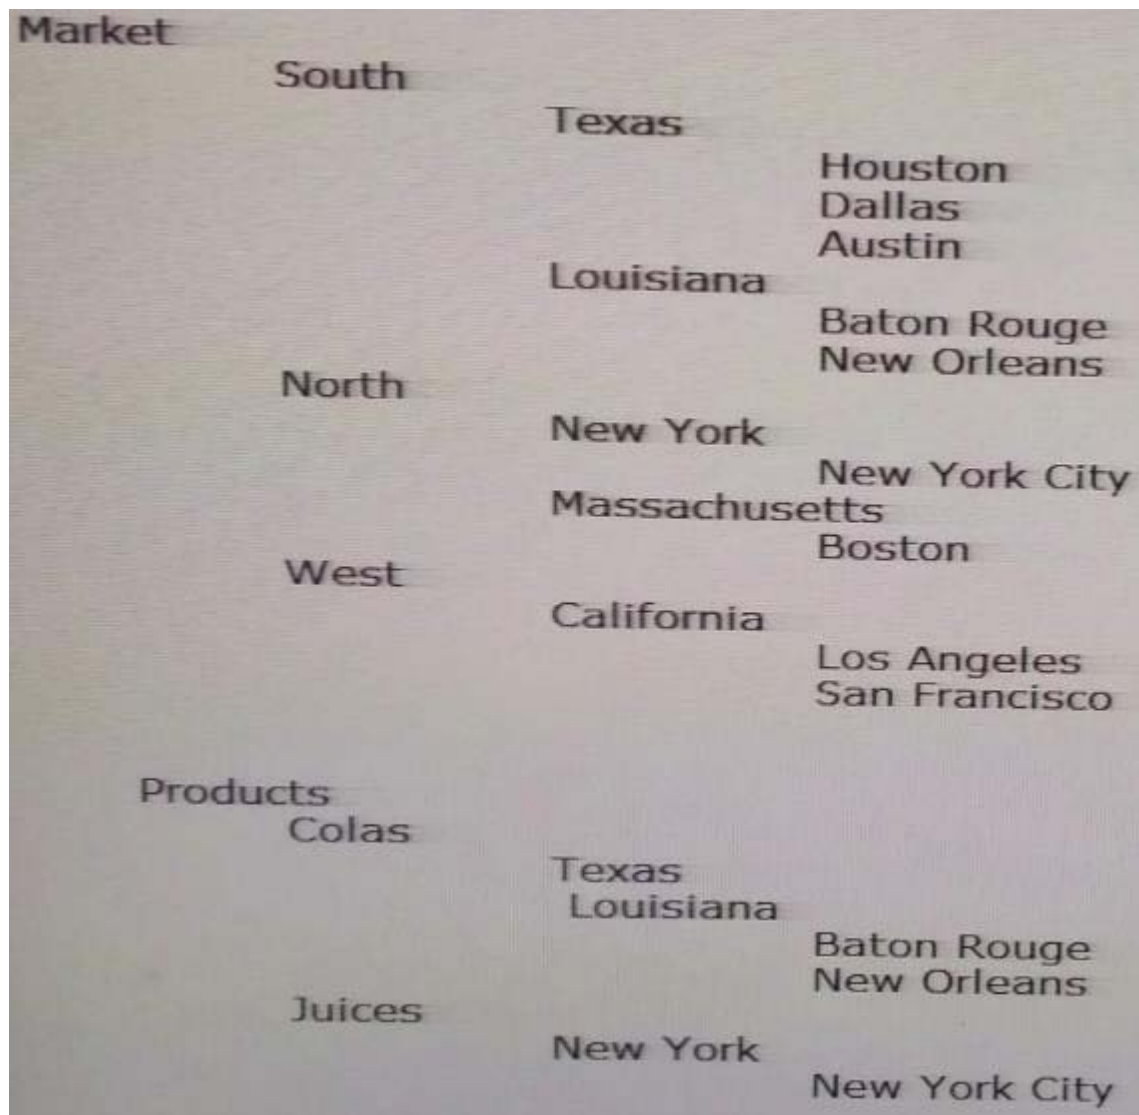 Market
South
Texas
Houston
Dallas
Austin
Louisiana
Baton Rouge
New Orleans
North
New York
New York City
Massachusetts
Boston
West
California
Los Angeles
San Francisco
Products
Colas
Texas
Louisiana
Baton Rouge
New Orleans
Juices
New York
New York City